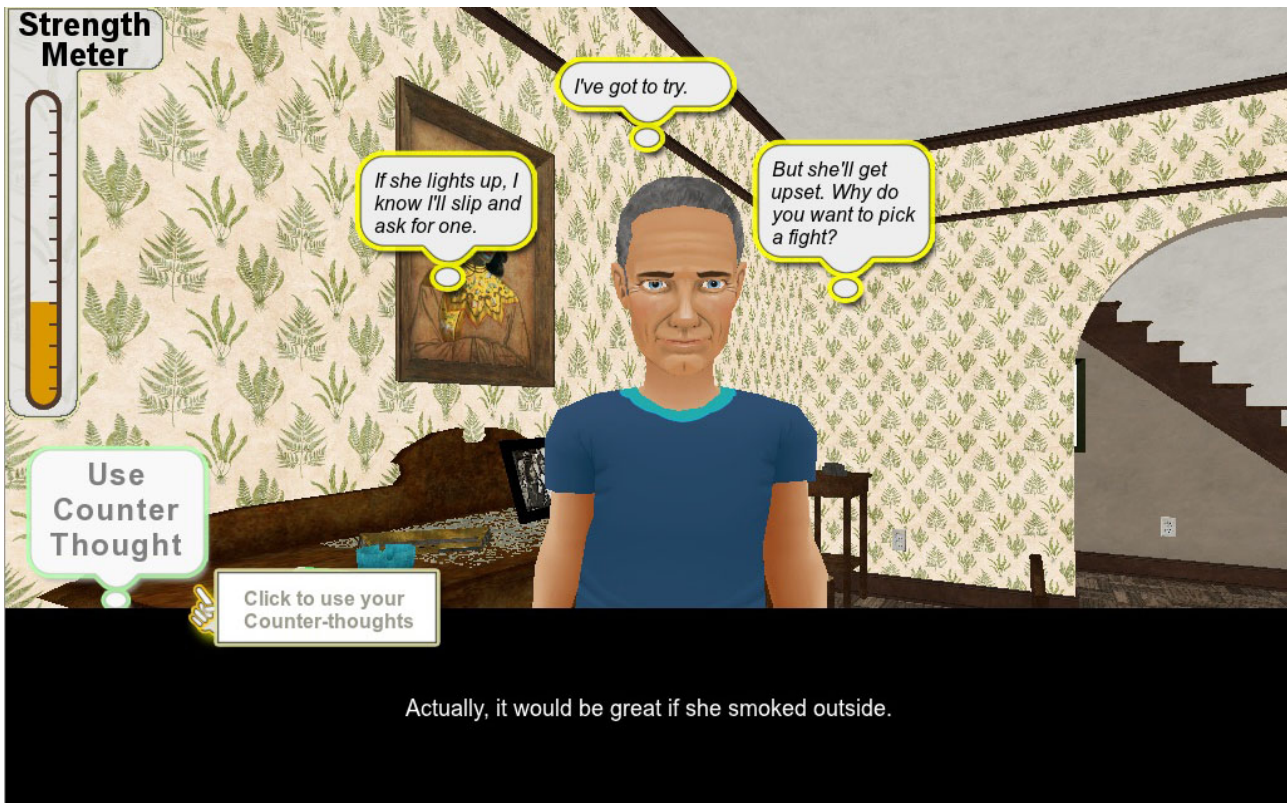 Strength
Meter
I've got to try.
If she lights up, I
know I'll slip and
ask for one.
But she'll get
upset. Why do
you want to pick
a fight?
Use
Counter
Thought
Click to use your
Counter-thoughts
Actually, it would be great if she smoked outside.